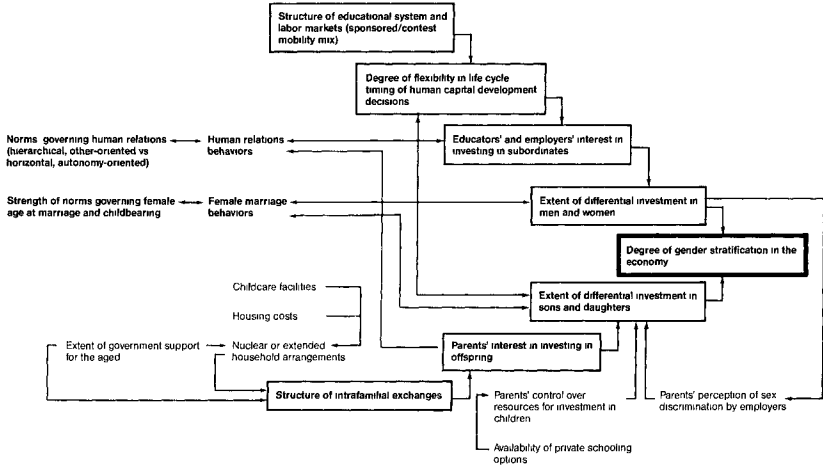 Structure of educational system and
labor markets (sponsored/contest
mobility mix)
Degree of flexibility in life cycle
timing of human capital development
decisions
Norms governing human relations
(hierarchical, other-oriented vs
horizontal, autonomy-oriented)
Human relations
behaviors
Educators' and employers' interest in
investing in subordinates
Strength of norms governing female
age at marriage and childbearing
Female marriage
behaviors
Extent of differential investment in
men and women
Degree of gender stratification in the
economy
Childcare facilities
Housing costs
Extent of differential investment in
sons and daughters
Extent of government support
for the aged
Nuclear or extended
household arrangements
Parents' interest in investing in
offspring
Structure of intrafamilial exchanges
Parents' control over
resources for investment in
children
Parents' perception of sex
discrimination by employers
Availability of private schooling
options